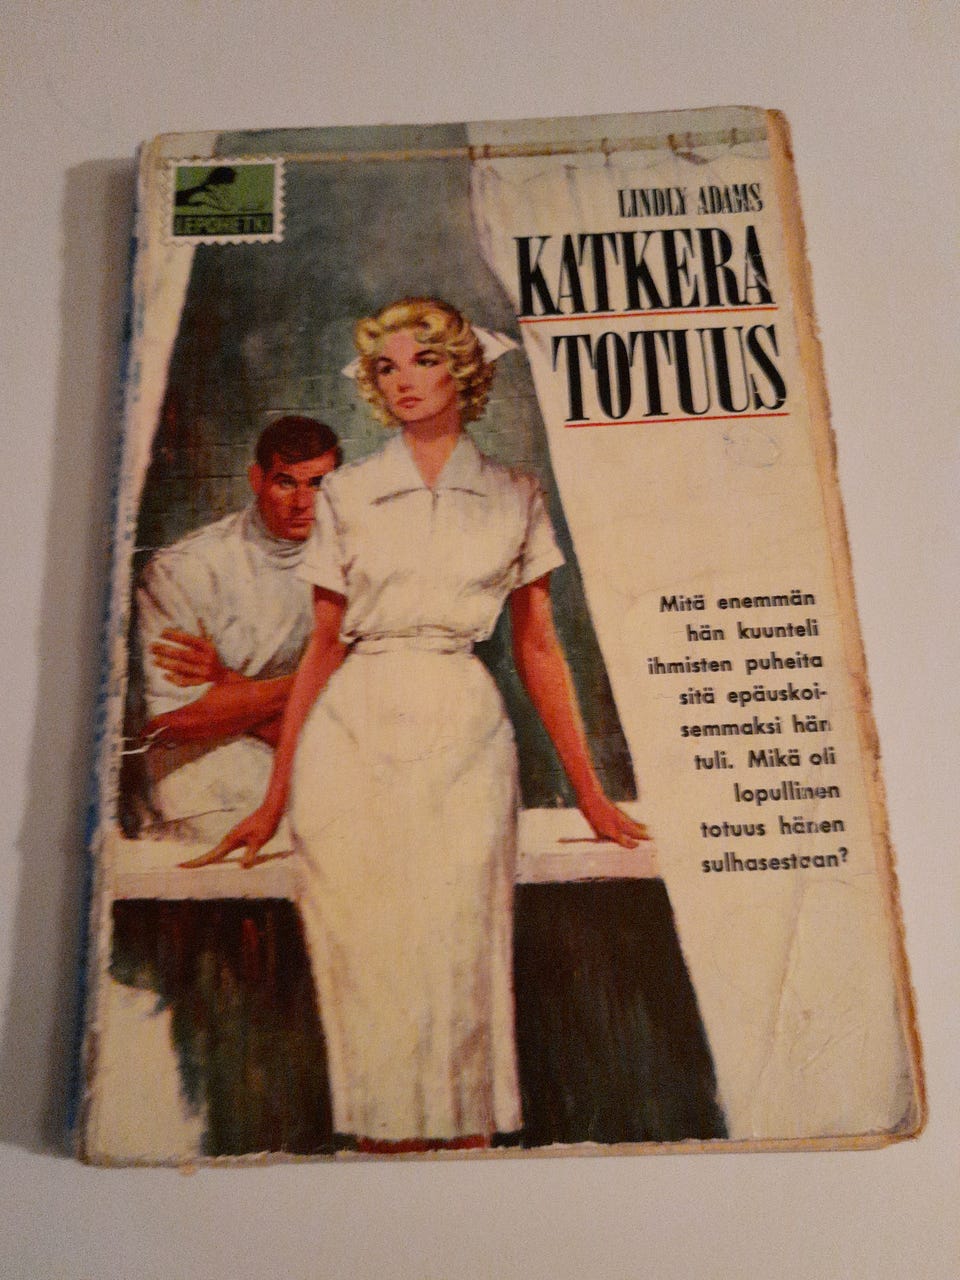 LEPOHETKI
LINDLY ADAMS
KATKERA
TOTUUS
Mitä enemmän
hän kuunteli
ihmisten puheita
sitä epäuskoi-
semmaksi hän
tuli. Mikä oli
lopullinen
totuus hänen
sulhasestaan?